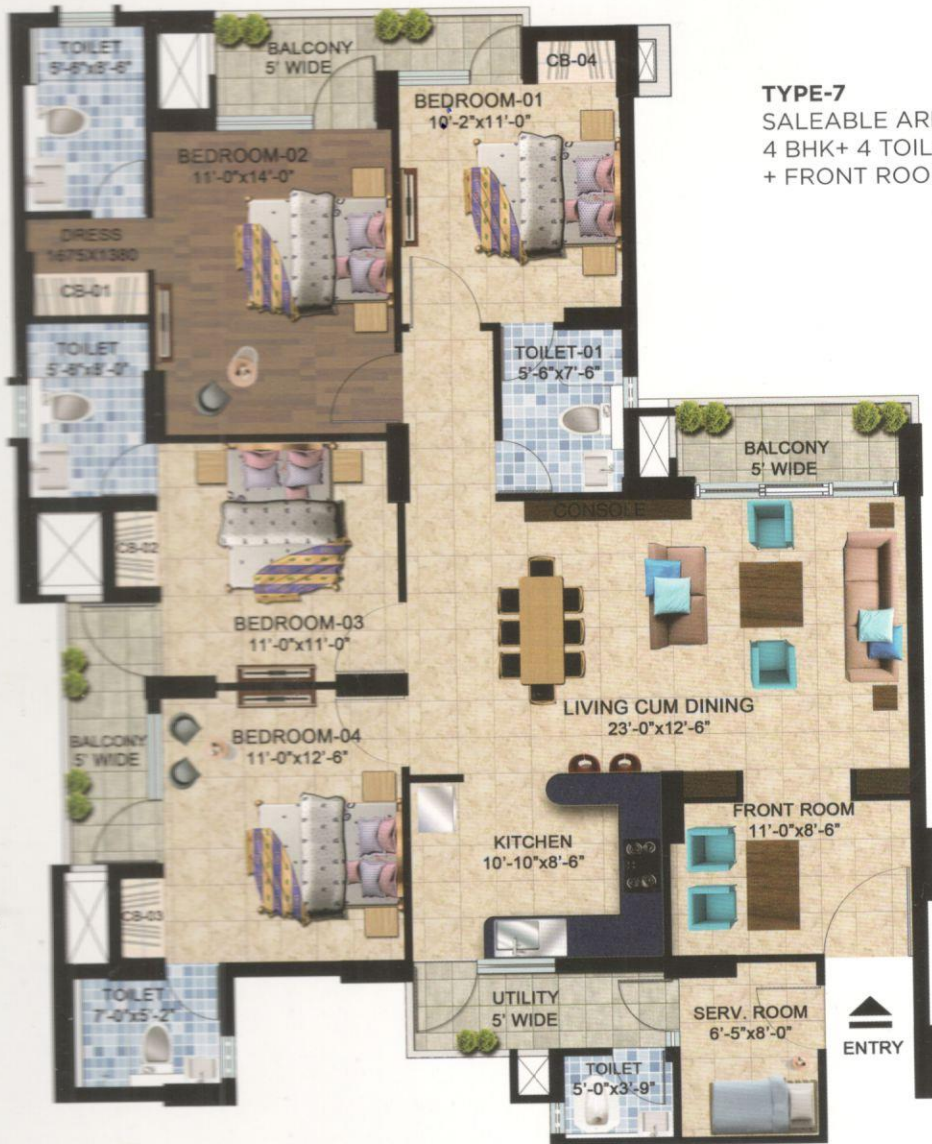 TOILET
5'-6"x8'-6"
BALCONY
5' WIDE
CB-04
BEDROOM-01
10'-2"x11'-0"
TYPE-7
SALEABLE
4 BHK+ 4
+ FRONT
BEDROOM-02
11'-0"x14'-0"
DRESS
1675X1380
CB-01
TOILET
5'-6"x8'-0"
TOILET-01
5'-6"x7'-6"
BALCONY
5' WIDE
CONSOLE
CB-02
BEDROOM-03
11'-0"x11'-0"
LIVING CUM DINING
23'-0"x12'-6"
BALCONY
5' WIDE
BEDROOM-04
11'-0"x12'-6"
FRONT ROOM
11'-0"x8'-6"
KITCHEN
10'-10"x8'-6"
CB-03
TOILET
7'-0"x5'-2"
UTILITY
5' WIDE
SERV. ROOM
6'-5"x8'-0"
ENTRY
TOILET
5'-0"x3'-9"